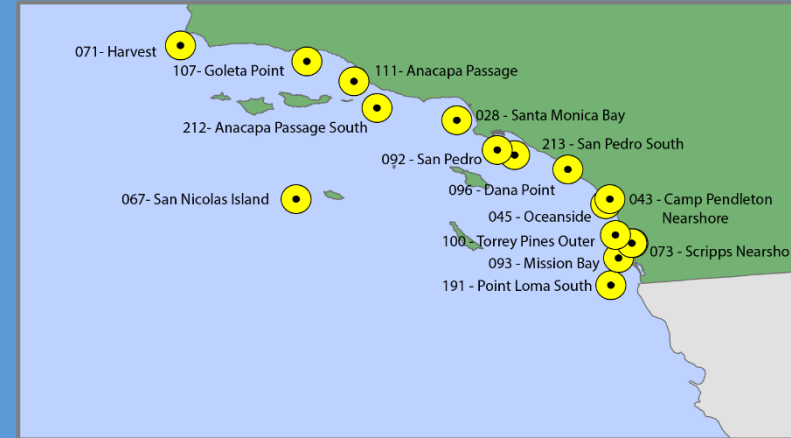 071- Harvest
107- Goleta Point
111- Anacapa Passage
212- Anacapa Passage South
028 - Santa Monica Bay
213 - San Pedro South
092 - San Pedro
096 - Dana Point
067- San Nicolas Island
043 - Camp Pendleton
Nearshore
045 - Oceanside
100 - Torrey Pines Outer
073 - Scripps Nearsho
093 - Mission Bay
191 - Point Loma South